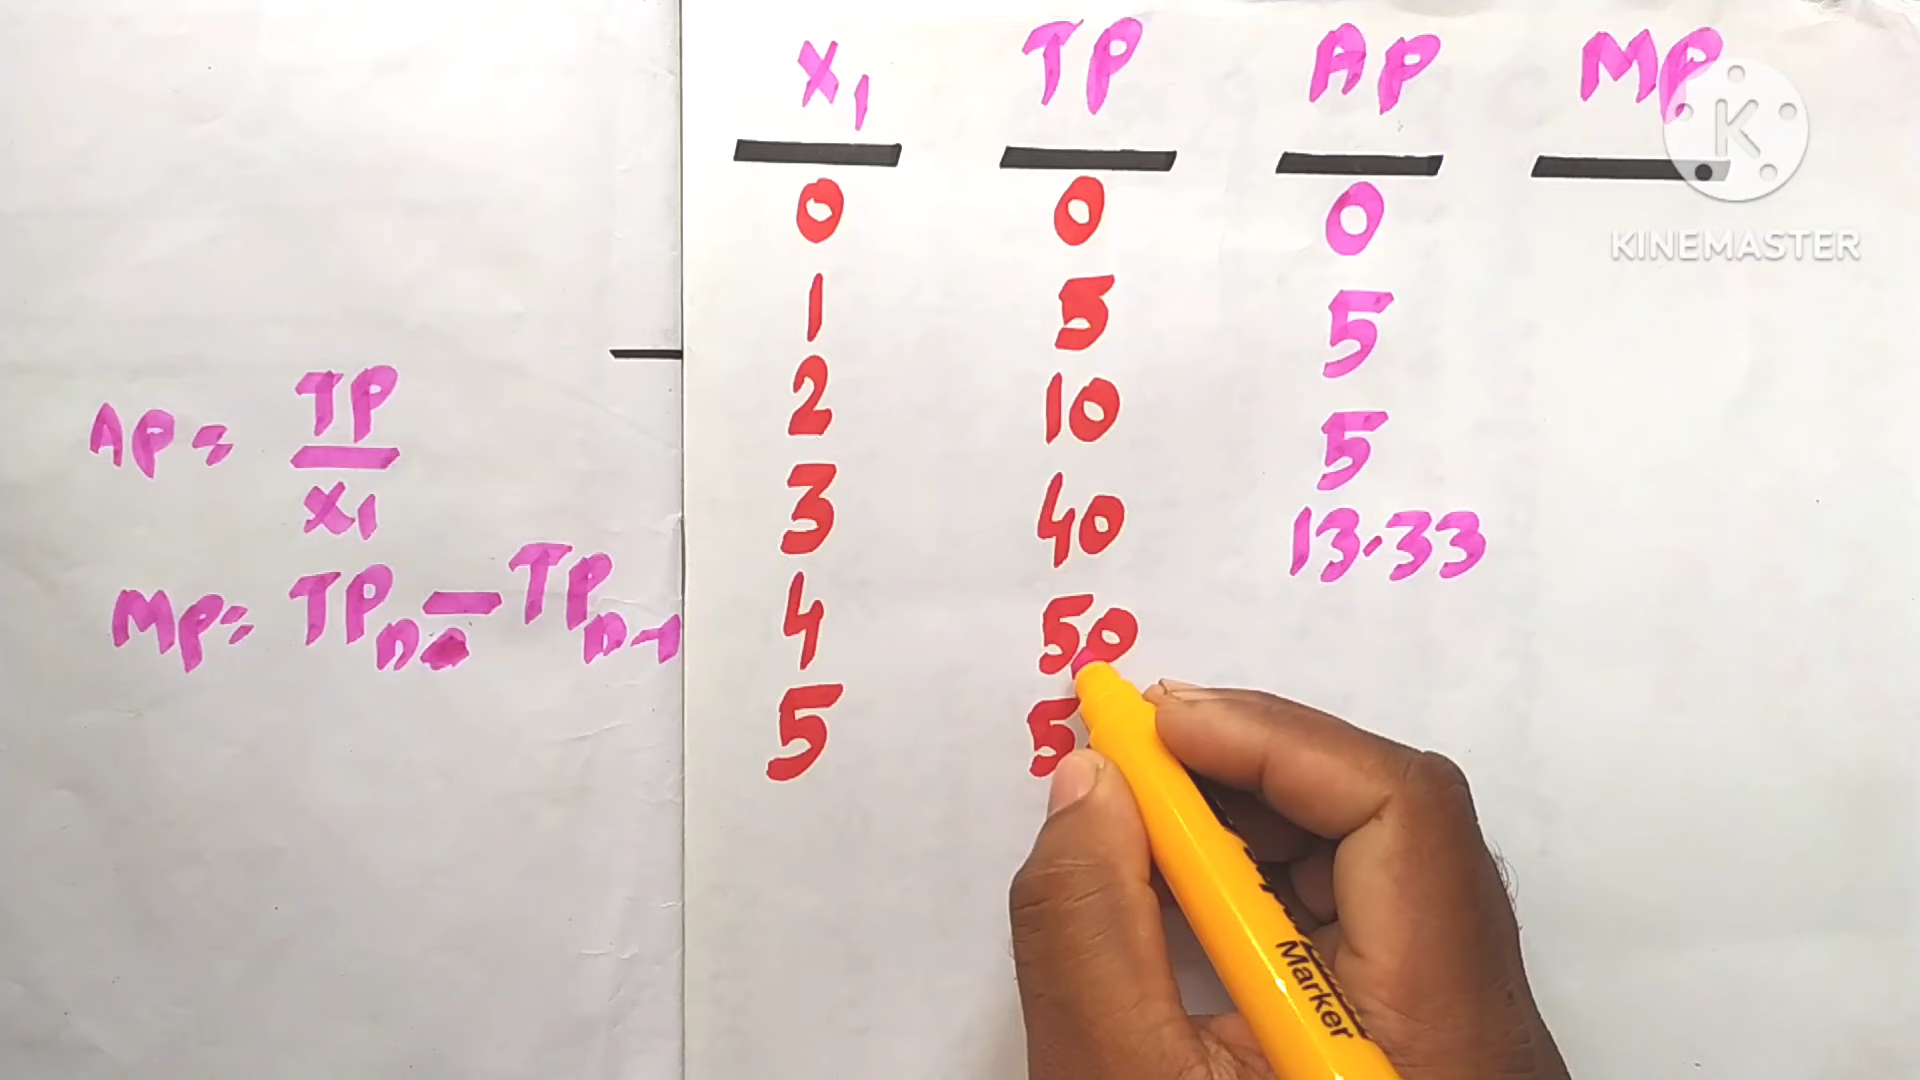 X1 TP AP MP
K
KINEMASTER
0 0 0
1 5 5
2 10 5
3 40 13.33
4 50
5 5
AP = TP
X1
MP = TPn - TPn-1
Marker